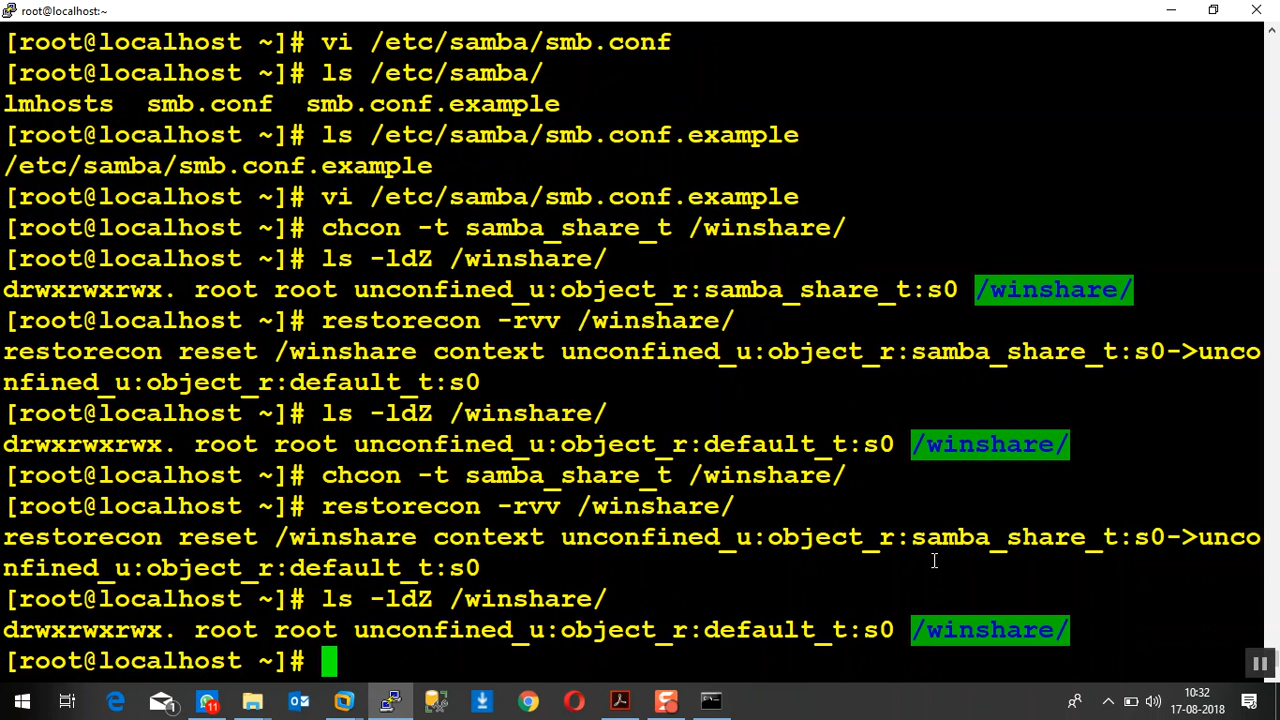 root@localhost:~
[root@localhost ~]# vi /etc/samba/smb.conf
[root@localhost ~]# ls /etc/samba/
lmhosts  smb.conf  smb.conf.example
[root@localhost ~]# ls /etc/samba/smb.conf.example
/etc/samba/smb.conf.example
[root@localhost ~]# vi /etc/samba/smb.conf.example
[root@localhost ~]# chcon -t samba_share_t /winshare/
[root@localhost ~]# ls -ldZ /winshare/
drwxrwxrwx. root root unconfined_u:object_r:samba_share_t:s0 /winshare/
[root@localhost ~]# restorecon -rvv /winshare/
restorecon reset /winshare context unconfined_u:object_r:samba_share_t:s0->unco
nfined_u:object_r:default_t:s0
[root@localhost ~]# ls -ldZ /winshare/
drwxrwxrwx. root root unconfined_u:object_r:default_t:s0 /winshare/
[root@localhost ~]# chcon -t samba_share_t /winshare/
[root@localhost ~]# restorecon -rvv /winshare/
restorecon reset /winshare context unconfined_u:object_r:samba_share_t:s0->unco
nfined_u:object_r:default_t:s0
[root@localhost ~]# ls -ldZ /winshare/
drwxrwxrwx. root root unconfined_u:object_r:default_t:s0 /winshare/
[root@localhost ~]#
1
11
10:32
17-08-2018